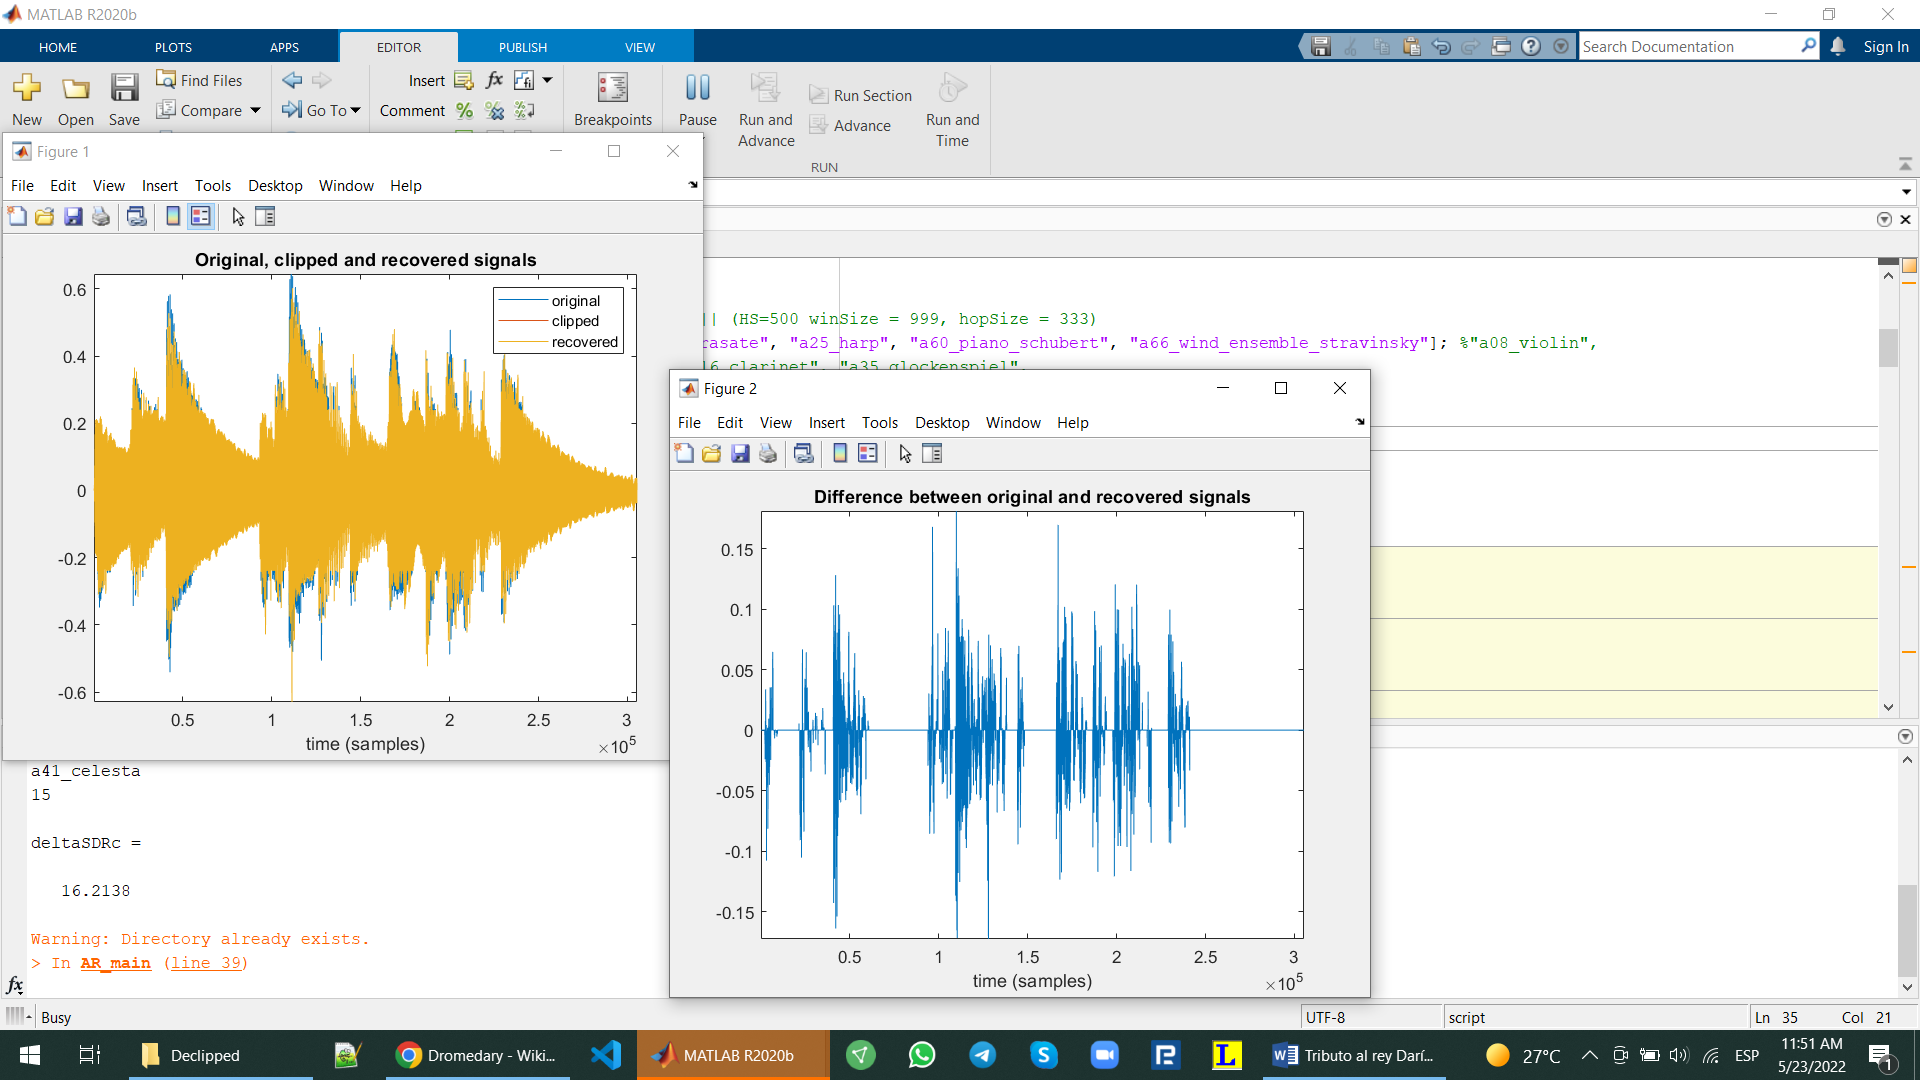 MATLAB R2020b
HOME PLOTS APPS EDITOR PUBLISH VIEW
Search Documentation
Sign In
New
Open
Save
Find Files
Compare
Go To
Insert
Comment
Breakpoints
Pause
Run and Advance
Run Section
Advance
Run and Time
RUN
Figure 1
File Edit View Insert Tools Desktop Window Help
Original, clipped and recovered signals
original
clipped
recovered
0.6
0.4
0.2
0
-0.2
-0.4
-0.6
0.5 1 1.5 2 2.5 3
time (samples)
×10^5
|| (HS=500 winSize = 999, hopSize = 333)
rasate", "a25_harp", "a60_piano_schubert", "a66_wind_ensemble_stravinsky"]; %"a08_violin",
16_clarinet", "a35_glockenspiel",
Figure 2
File Edit View Insert Tools Desktop Window Help
Difference between original and recovered signals
0.15
0.1
0.05
0
-0.05
-0.1
-0.15
0.5 1 1.5 2 2.5 3
time (samples)
×10^5
a41_celesta
15
deltaSDRc =
16.2138
Warning: Directory already exists.
> In AR_main (line 39)
fx
Busy
UTF-8
script
Ln 35 Col 21
Declipped
Dromedary - Wiki...
MATLAB R2020b
Tributo al rey Darí...
27°C
ESP
11:51 AM
5/23/2022
1